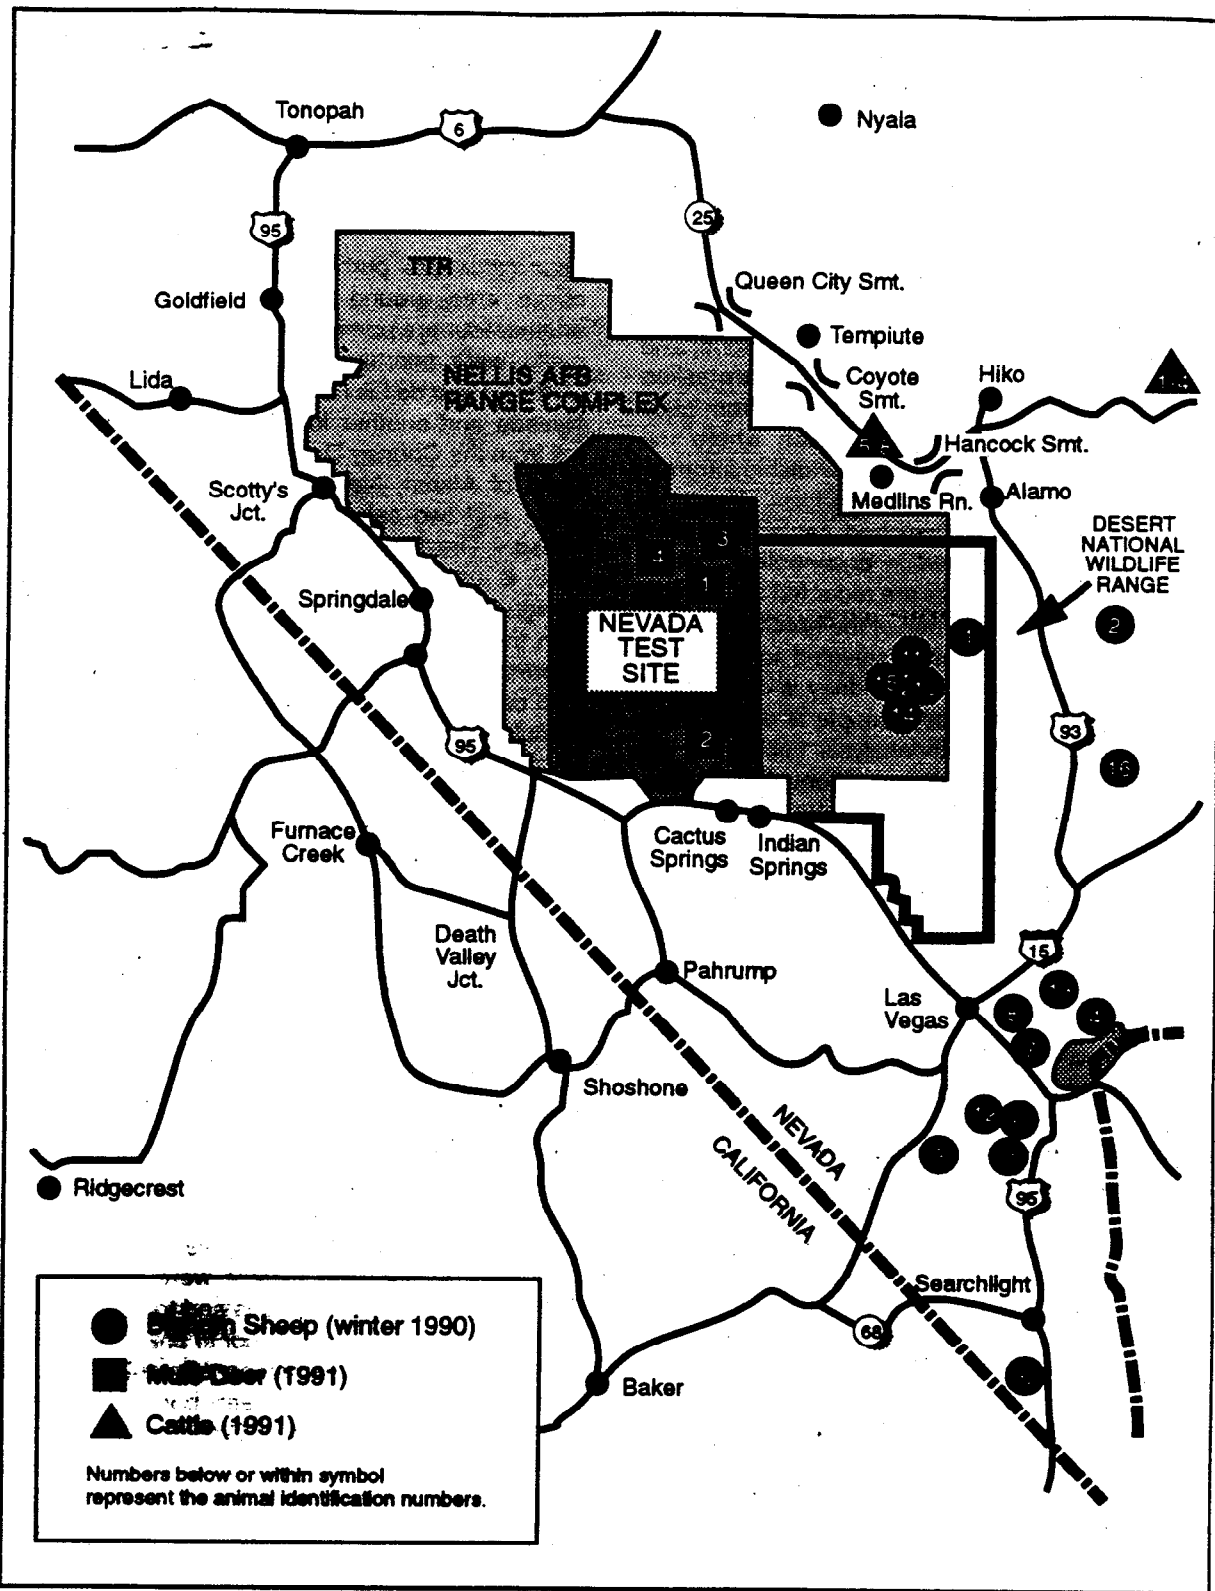 Tonopah
6
Nyala
95
25
TTR
Queen City Smt.
Goldfield
Tempiute
Lida
NELLIS AFB
RANGE COMPLEX
Coyote
Smt.
Hiko
1-4
Hancock Smt.
Scotty's
Jct.
Medlins Rn.
Alamo
DESERT
NATIONAL
WILDLIFE
RANGE
3
4
1
Springdale
NEVADA
TEST
SITE
1
2
2
95
93
16
Furnace
Creek
Cactus
Springs
Indian
Springs
Death
Valley
Jct.
15
Pahrump
Las
Vegas
Shoshone
NEVADA
CALIFORNIA
Ridgecrest
95
Searchlight
68
Baker
Sheep (winter 1990)
Mule Deer (1991)
Cattle (1991)
Numbers below or within symbol
represent the animal identification numbers.